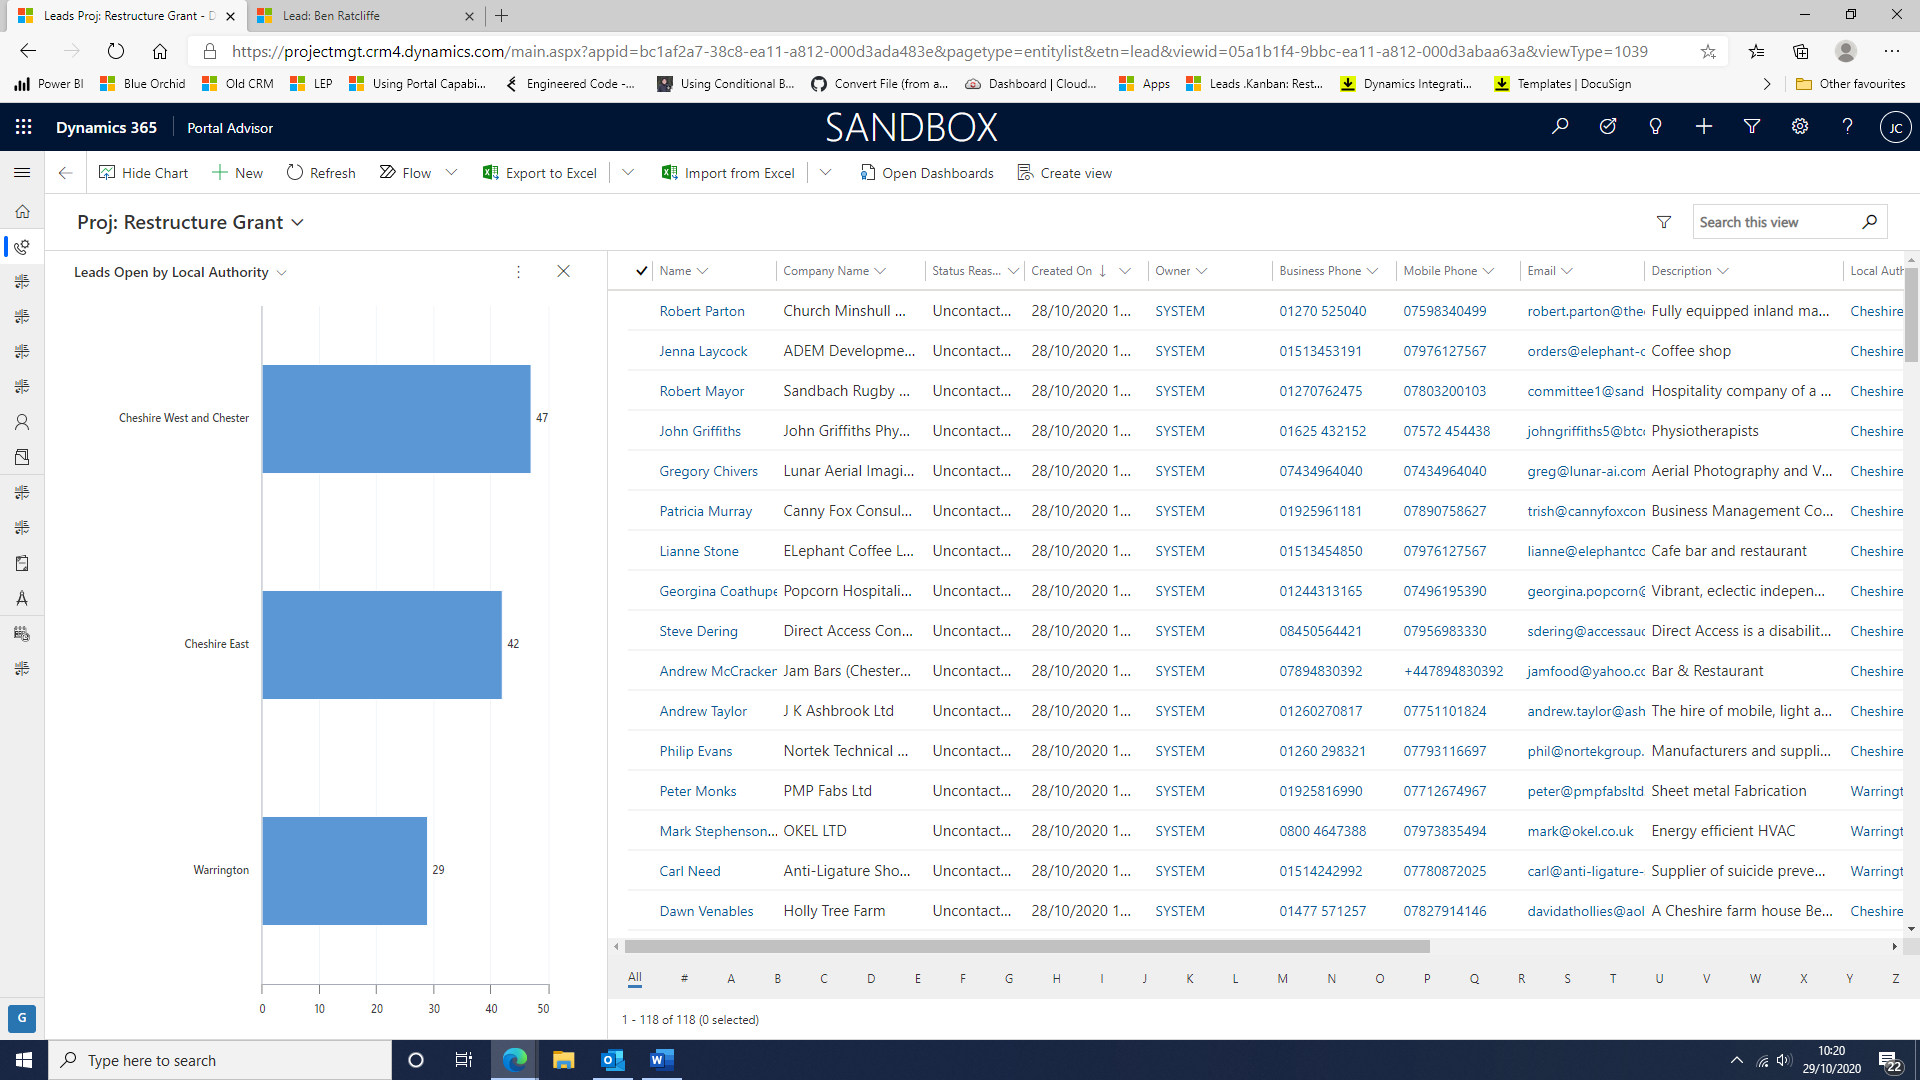 Leads Proj: Restructure Grant - D
Lead: Ben Ratcliffe
https://projectmgt.crm4.dynamics.com/main.aspx?appid=bc1af2a7-38c8-ea11-a812-000d3ada483e&pagetype=entitylist&etn=lead&viewid=05a1b1f4-9bbc-ea11-a812-000d3abaa63a&viewType=1039
Power BI Blue Orchid Old CRM LEP Using Portal Capabi... Engineered Code -... Using Conditional B... Convert File (from a... Dashboard | Cloud... Apps Leads .Kanban: Rest... Dynamics Integrati... Templates | DocuSign Other favourites
Dynamics 365 Portal Advisor SANDBOX JC
Hide Chart New Refresh Flow Export to Excel Import from Excel Open Dashboards Create view
Proj: Restructure Grant Search this view
Leads Open by Local Authority
Cheshire West and Chester 47
Cheshire East 42
Warrington 29
0 10 20 30 40 50
Name Company Name Status Reas... Created On Owner Business Phone Mobile Phone Email Description Local Auth
Robert Parton Church Minshull ... Uncontact... 28/10/2020 1... SYSTEM 01270 525040 07598340499 robert.parton@the Fully equipped inland ma... Cheshire
Jenna Laycock ADEM Developme... Uncontact... 28/10/2020 1... SYSTEM 01513453191 07976127567 orders@elephant-c Coffee shop Cheshire
Robert Mayor Sandbach Rugby ... Uncontact... 28/10/2020 1... SYSTEM 01270762475 07803200103 committee1@sand Hospitality company of a ... Cheshire
John Griffiths John Griffiths Phy... Uncontact... 28/10/2020 1... SYSTEM 01625 432152 07572 454438 johngriffiths5@btco Physiotherapists Cheshire
Gregory Chivers Lunar Aerial Imagi... Uncontact... 28/10/2020 1... SYSTEM 07434964040 07434964040 greg@lunar-ai.com Aerial Photography and V... Cheshire
Patricia Murray Canny Fox Consul... Uncontact... 28/10/2020 1... SYSTEM 01925961181 07890758627 trish@cannyfoxcon Business Management Co... Cheshire
Lianne Stone ELephant Coffee L... Uncontact... 28/10/2020 1... SYSTEM 01513454850 07976127567 lianne@elephantco Cafe bar and restaurant Cheshire
Georgina Coathupe Popcorn Hospitali... Uncontact... 28/10/2020 1... SYSTEM 01244313165 07496195390 georgina.popcorn@ Vibrant, eclectic indepen... Cheshire
Steve Dering Direct Access Con... Uncontact... 28/10/2020 1... SYSTEM 08450564421 07956983330 sdering@accessauc Direct Access is a disabilit... Cheshire
Andrew McCracken Jam Bars (Chester... Uncontact... 28/10/2020 1... SYSTEM 07894830392 +447894830392 jamfood@yahoo.co Bar & Restaurant Cheshire
Andrew Taylor J K Ashbrook Ltd Uncontact... 28/10/2020 1... SYSTEM 01260270817 07751101824 andrew.taylor@ash The hire of mobile, light a... Cheshire
Philip Evans Nortek Technical ... Uncontact... 28/10/2020 1... SYSTEM 01260 298321 07793116697 phil@nortekgroup. Manufacturers and suppli... Cheshire
Peter Monks PMP Fabs Ltd Uncontact... 28/10/2020 1... SYSTEM 01925816990 07712674967 peter@pmpfabsltd Sheet metal Fabrication Warringt
Mark Stephenson... OKEL LTD Uncontact... 28/10/2020 1... SYSTEM 0800 4647388 07973835494 mark@okel.co.uk Energy efficient HVAC Warringt
Carl Need Anti-Ligature Sho... Uncontact... 28/10/2020 1... SYSTEM 01514242992 07780872025 carl@anti-ligature- Supplier of suicide preve... Warringt
Dawn Venables Holly Tree Farm Uncontact... 28/10/2020 1... SYSTEM 01477 571257 07827914146 davidathollies@aol A Cheshire farm house Be... Cheshire
All # A B C D E F G H I J K L M N O P Q R S T U V W X Y Z
1 - 118 of 118 (0 selected)
G
Type here to search
10:20
29/10/2020
22